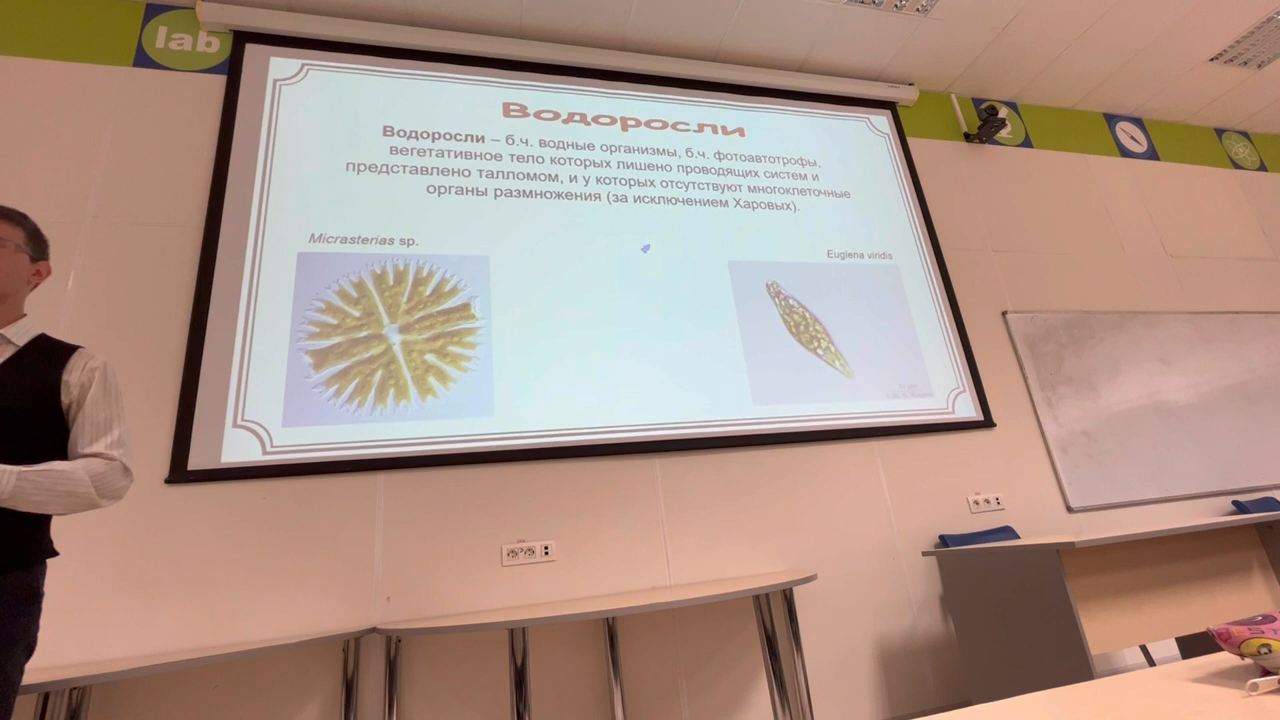 lab
Водоросли
Водоросли – б.ч. водные организмы, б.ч. фотоавтотрофы,
вегетативное тело которых лишено проводящих систем и
представлено талломом, и у которых отсутствуют многоклеточные
органы размножения (за исключением Харовых).
Micrasterias sp.
Euglena viridis